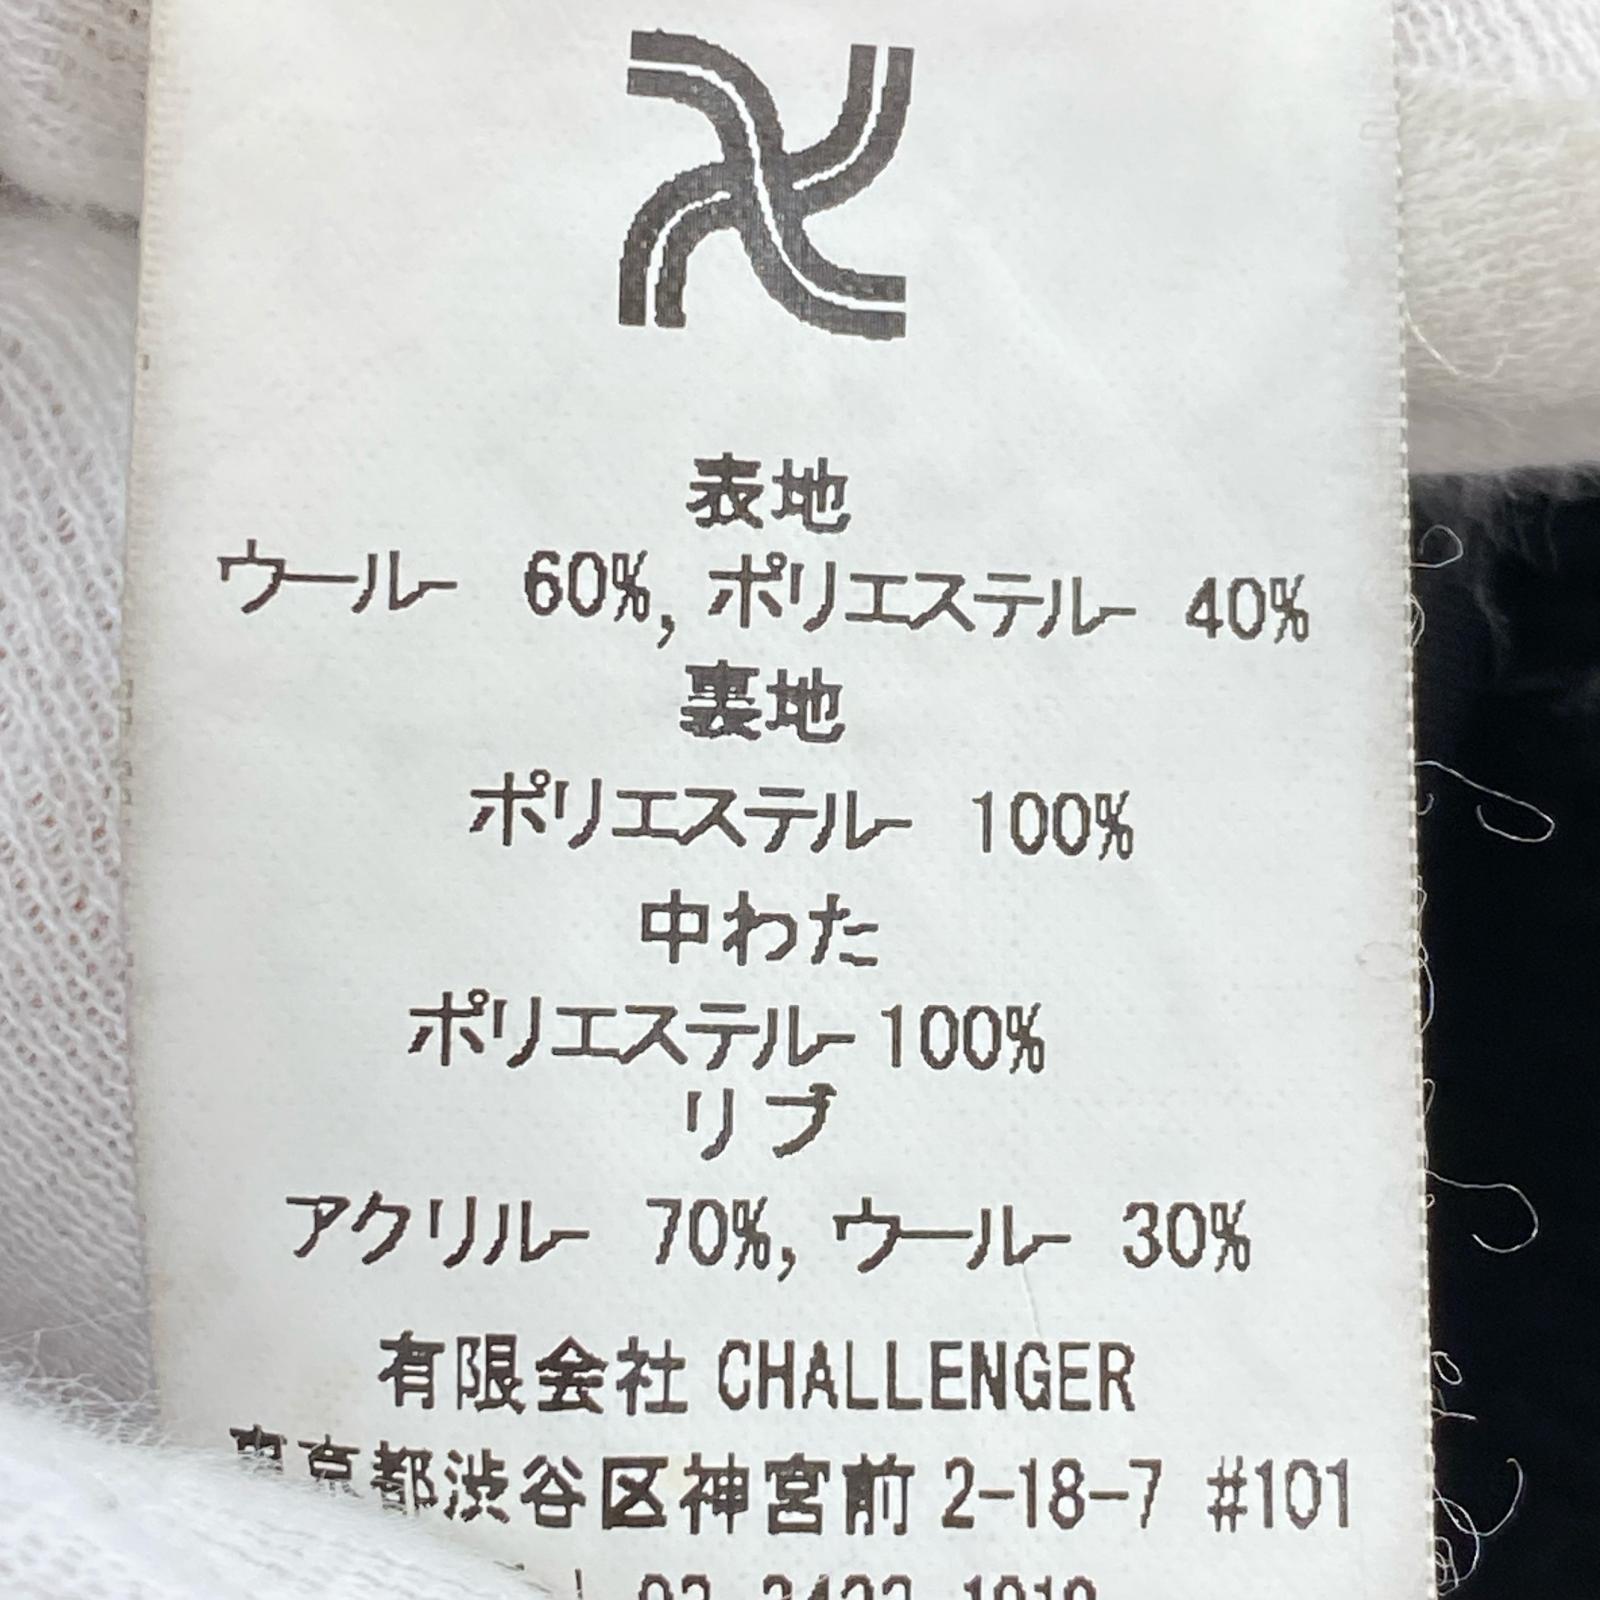 表地
ウール 60%, ポリエステル 40%
裏地
ポリエステル 100%
中わた
ポリエステル 100%
リブ
アクリル 70%, ウール 30%
有限会社 CHALLENGER
東京都渋谷区神宮前 2-18-7 #101